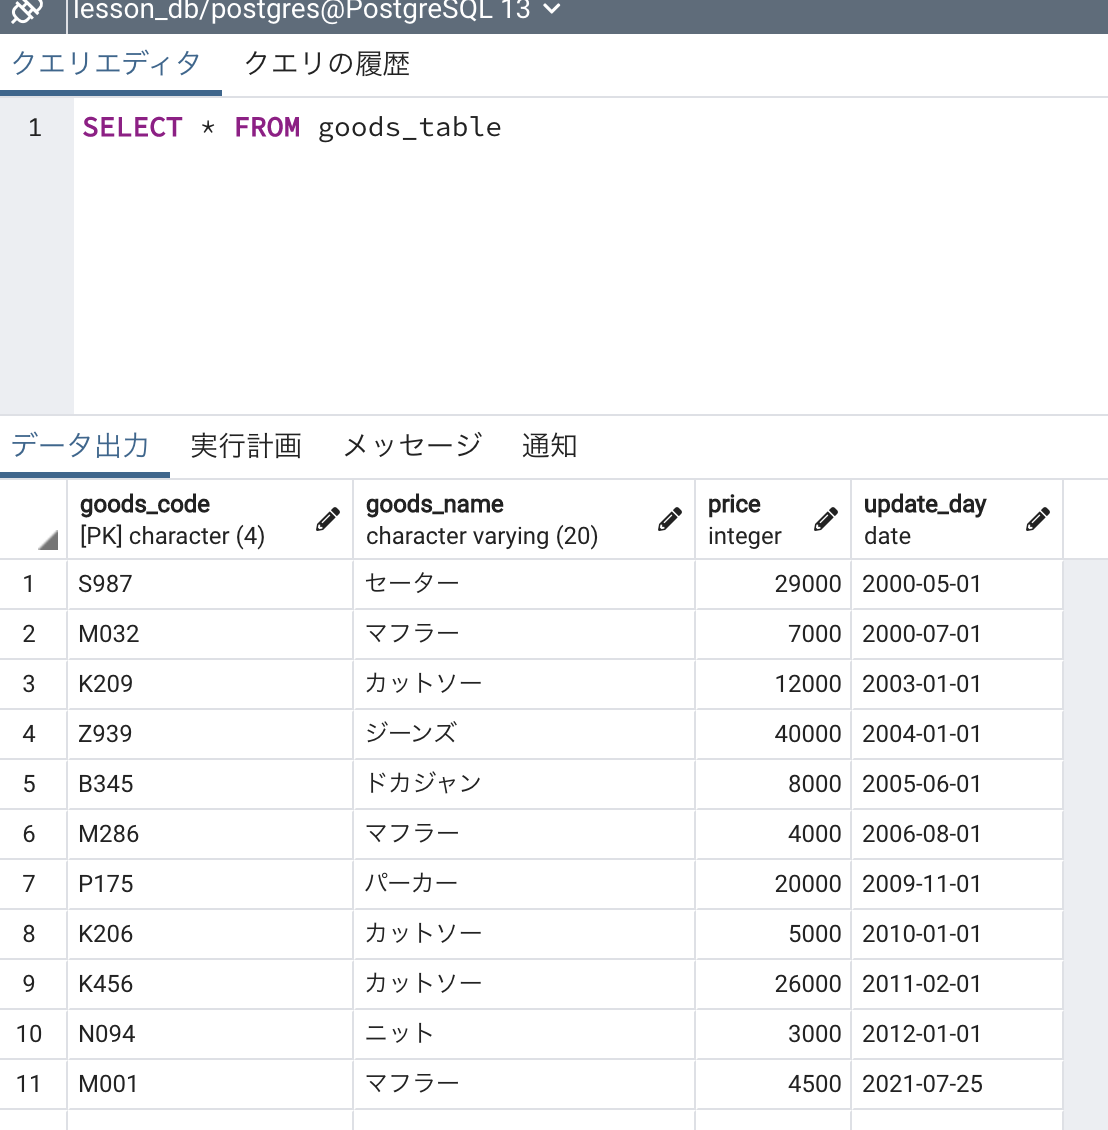 lesson_db/postgres@PostgreSQL 13
クエリエディタ クエリの履歴
1 SELECT * FROM goods_table
データ出力 実行計画 メッセージ 通知
goods_code goods_name price update_day
[PK] character (4) character varying (20) integer date
1 S987 セーター 29000 2000-05-01
2 M032 マフラー 7000 2000-07-01
3 K209 カットソー 12000 2003-01-01
4 Z939 ジーンズ 40000 2004-01-01
5 B345 ドカジャン 8000 2005-06-01
6 M286 マフラー 4000 2006-08-01
7 P175 パーカー 20000 2009-11-01
8 K206 カットソー 5000 2010-01-01
9 K456 カットソー 26000 2011-02-01
10 N094 ニット 3000 2012-01-01
11 M001 マフラー 4500 2021-07-25